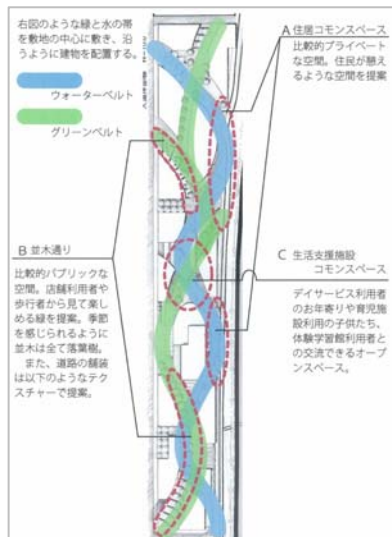 右図のような緑と水の帯
を敷地の中心に敷き、沿
うように建物を配置する。
ウォーターベルト
グリーンベルト
A 住居コモンスペース
比較的プライベート
な空間。住民が憩え
るような空間を提案
B 並木通り
比較的パブリックな
空間。店舗利用者や
歩行者から見て楽し
める緑を提案。季節
を感じられるように
並木は全て落葉樹。
また、道路の舗装
は以下のようなテク
スチャーで提案。
C 生活支援施設
コモンスペース
デイサービス利用者
のお年寄りや育児施
設利用の子供たち、
体験学習館利用者と
の交流できるオープ
ンスペース。